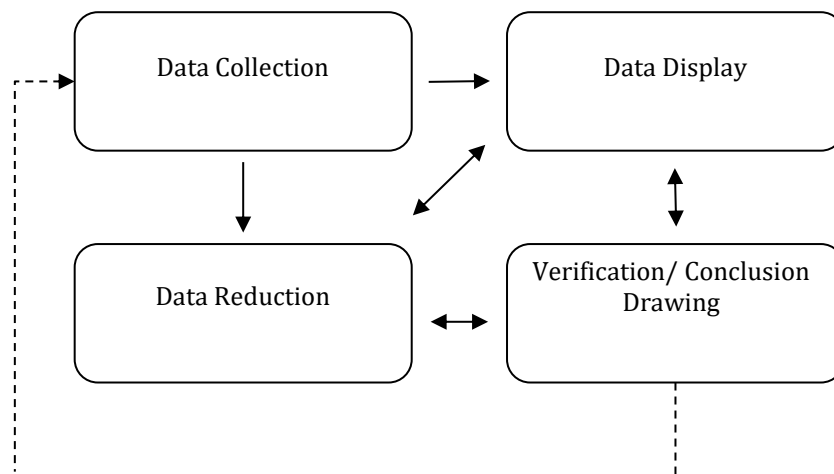 Data Collection
Data Display
Data Reduction
Verification/ Conclusion
Drawing